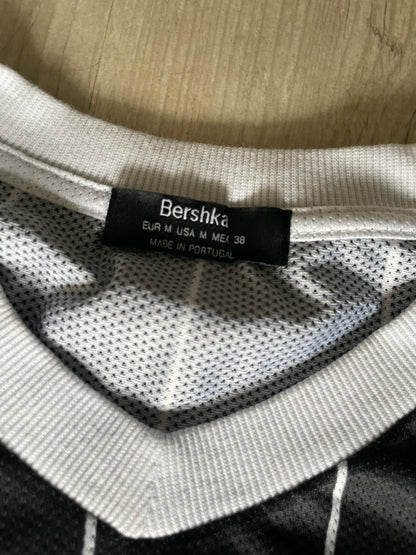 Bershka
EUR M USA M MEX 38
MADE IN PORTUGAL